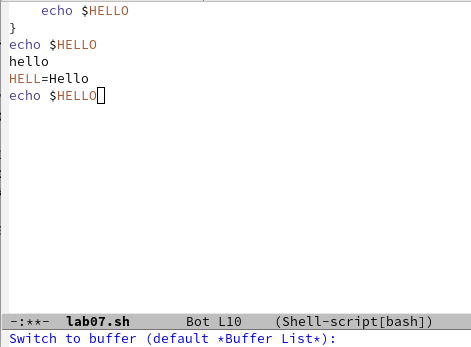 echo $HELLO
}
echo $HELLO
hello
HELL=Hello
echo $HELLO
-:**-  lab07.sh       Bot L10    (Shell-script[bash])
Switch to buffer (default *Buffer List*):